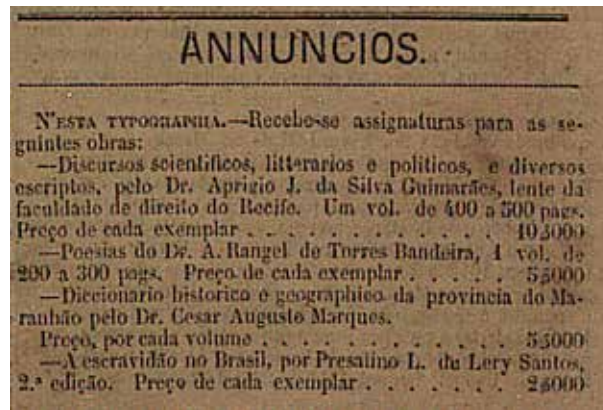 ANNUNCIOS.
N'ESTA TYPOGRAPHIA.—Recebe-se assignaturas para as se-
guintes obras:
—Discursos scientificos, litterarios e politicos, e diversos
escriptos, pelo Dr. Aprigio J. da Silva Guimarães, lente da
faculdade de direito do Recife. Um vol. de 400 a 500 pags.
Preço de cada exemplar . . . . . . . . . . . 10$000
—Poesias do Dr. A. Rangel de Torres Bandeira, 1 vol. de
200 a 300 pags. Preço de cada exemplar . . . . . 5$000
—Diccionario historico e geographico da provincia do Ma-
ranhão pelo Dr. Cesar Augusto Marques.
Preço, por cada volume . . . . . . . . . . . 5$000
—A escravidão no Brasil, por Presalino L. du Lery Santos,
2.ª edição. Preço de cada exemplar . . . . . . . 2$000